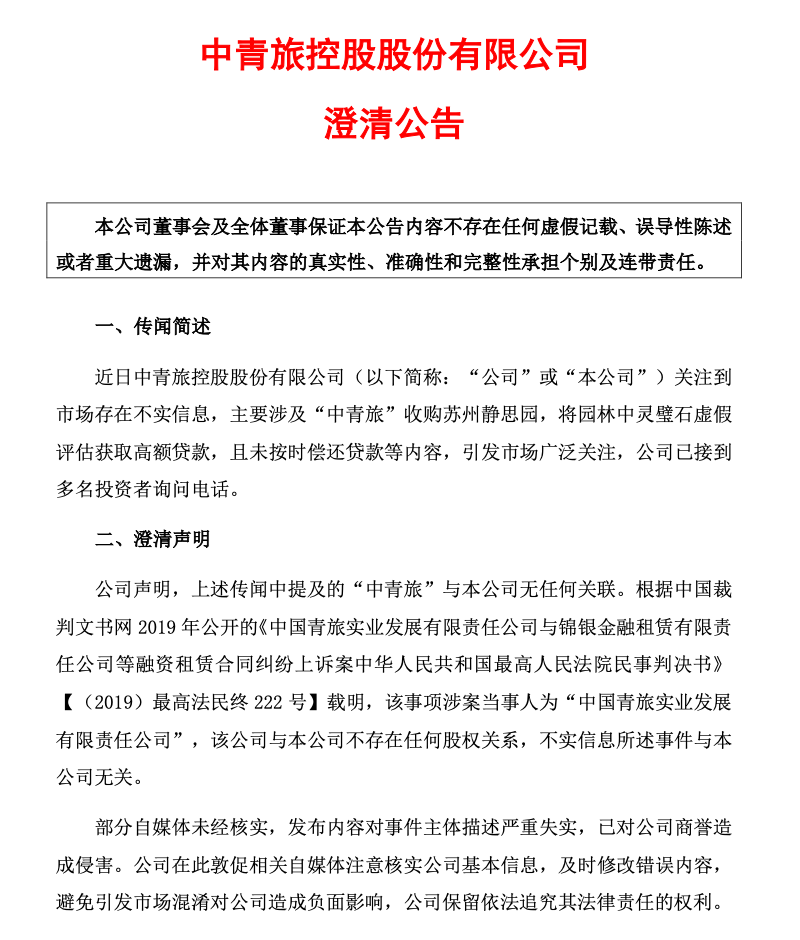 中青旅控股股份有限公司
澄清公告
本公司董事会及全体董事保证本公告内容不存在任何虚假记载、误导性陈述
或者重大遗漏，并对其内容的真实性、准确性和完整性承担个别及连带责任。
一、传闻简述
近日中青旅控股股份有限公司（以下简称：“公司”或“本公司”）关注到
市场存在不实信息，主要涉及“中青旅”收购苏州静思园，将园林中灵璧石虚假
评估获取高额贷款，且未按时偿还贷款等内容，引发市场广泛关注，公司已接到
多名投资者询问电话。
二、澄清声明
公司声明，上述传闻中提及的“中青旅”与本公司无任何关联。根据中国裁
判文书网 2019 年公开的《中国青旅实业发展有限责任公司与锦银金融租赁有限责
任公司等融资租赁合同纠纷上诉案中华人民共和国最高人民法院民事判决书》
【（2019）最高法民终 222 号】载明，该事项涉案当事人为“中国青旅实业发展
有限责任公司”，该公司与本公司不存在任何股权关系，不实信息所述事件与本
公司无关。
部分自媒体未经核实，发布内容对事件主体描述严重失实，已对公司商誉造
成侵害。公司在此敦促相关自媒体注意核实公司基本信息，及时修改错误内容，
避免引发市场混淆对公司造成负面影响，公司保留依法追究其法律责任的权利。